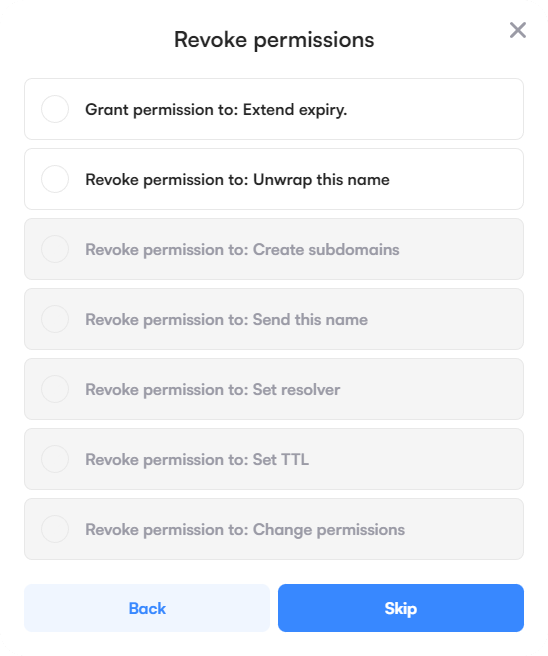 Revoke permissions
Grant permission to: Extend expiry.
Revoke permission to: Unwrap this name
Revoke permission to: Create subdomains
Revoke permission to: Send this name
Revoke permission to: Set resolver
Revoke permission to: Set TTL
Revoke permission to: Change permissions
Back Skip